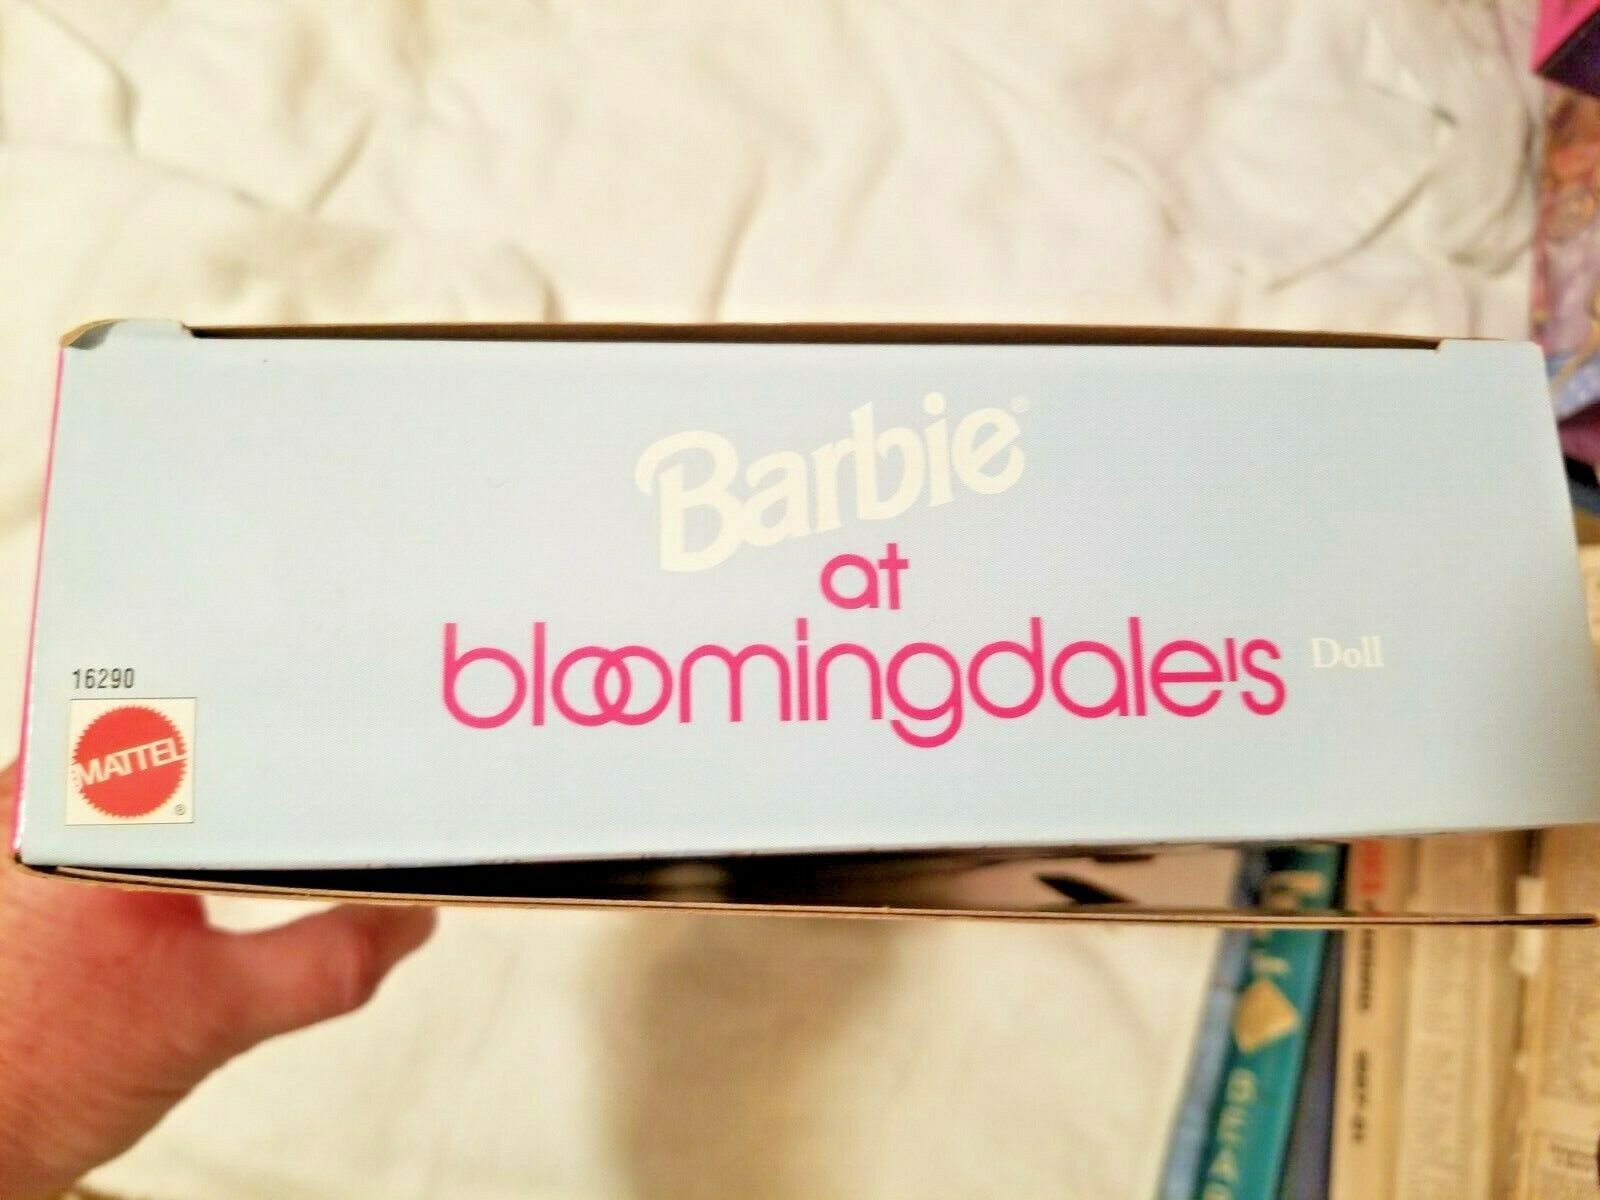 Barbie®
at
bloomingdale's Doll
16290
MATTEL
®